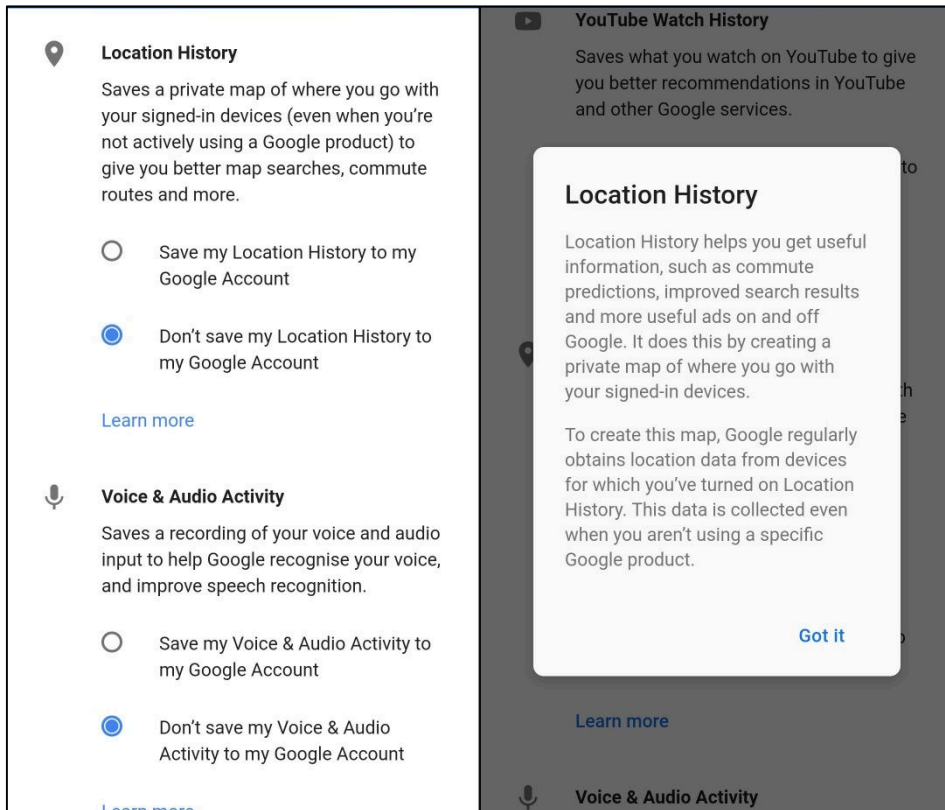 Location History
Saves a private map of where you go with
your signed-in devices (even when you're
not actively using a Google product) to
give you better map searches, commute
routes and more.
Save my Location History to my
Google Account
Don't save my Location History to
my Google Account
Learn more
Voice & Audio Activity
Saves a recording of your voice and audio
input to help Google recognise your voice,
and improve speech recognition.
Save my Voice & Audio Activity to
my Google Account
Don't save my Voice & Audio
Activity to my Google Account
Learn more
YouTube Watch History
Saves what you watch on YouTube to give
you better recommendations in YouTube
and other Google services.
to
Location History
Location History helps you get useful
information, such as commute
predictions, improved search results
and more useful ads on and off
Google. It does this by creating a
private map of where you go with
your signed-in devices.
To create this map, Google regularly
obtains location data from devices
for which you've turned on Location
History. This data is collected even
when you aren't using a specific
Google product.
Got it
Learn more
Voice & Audio Activity